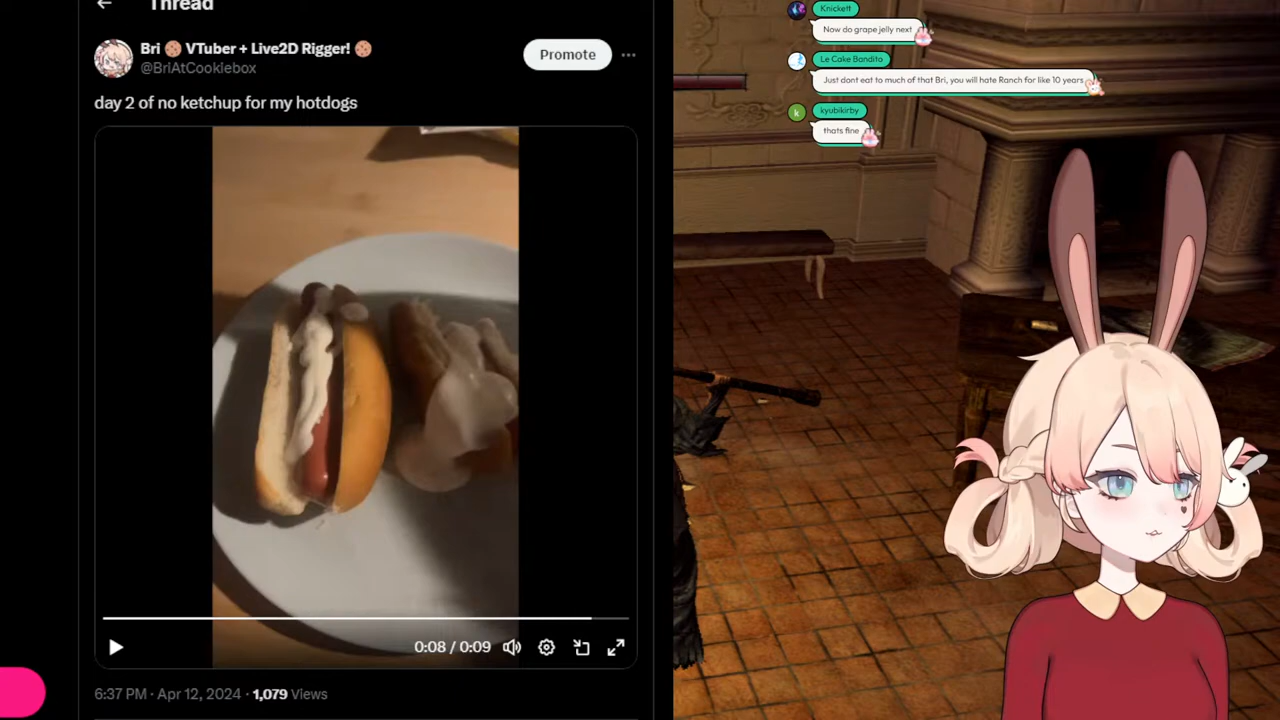 Thread
Bri VTuber + Live2D Rigger!
@BriAtCookiebox
Promote
day 2 of no ketchup for my hotdogs
0:08 / 0:09
6:37 PM · Apr 12, 2024 · 1,079 Views
Knickett
Now do grape jelly next
Le Cake Bandito
Just dont eat to much of that Bri, you will hate Ranch for like 10 years
k
kyubikirby
thats fine